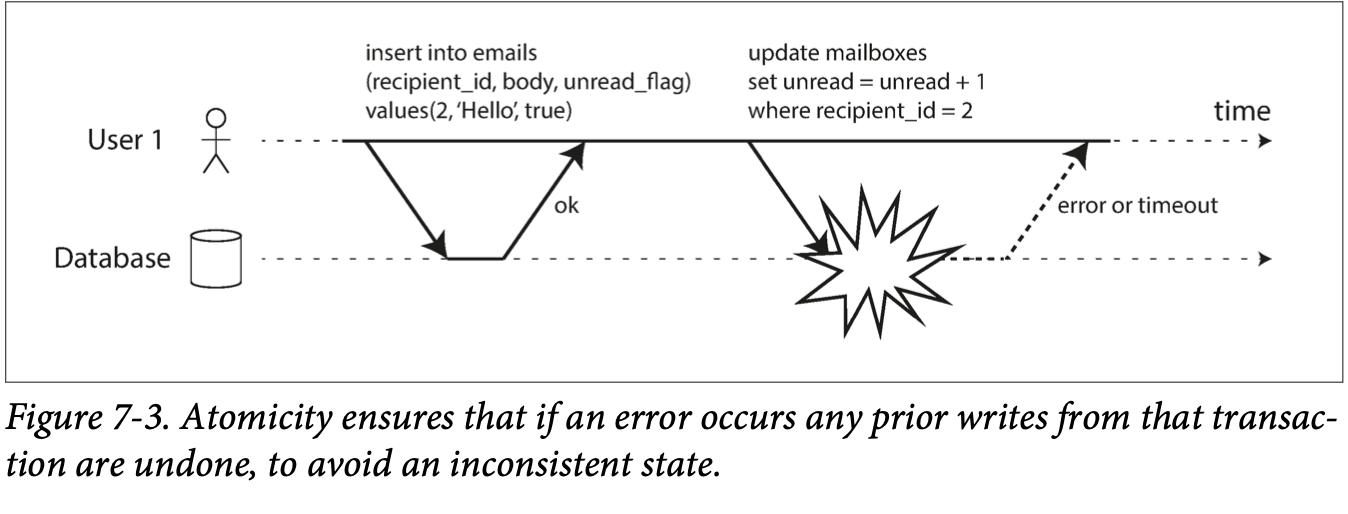 insert into emails
(recipient_id, body, unread_flag)
values(2, ‘Hello’, true)
update mailboxes
set unread = unread + 1
where recipient_id = 2
time
User 1
ok
error or timeout
Database
Figure 7-3. Atomicity ensures that if an error occurs any prior writes from that transac-
tion are undone, to avoid an inconsistent state.